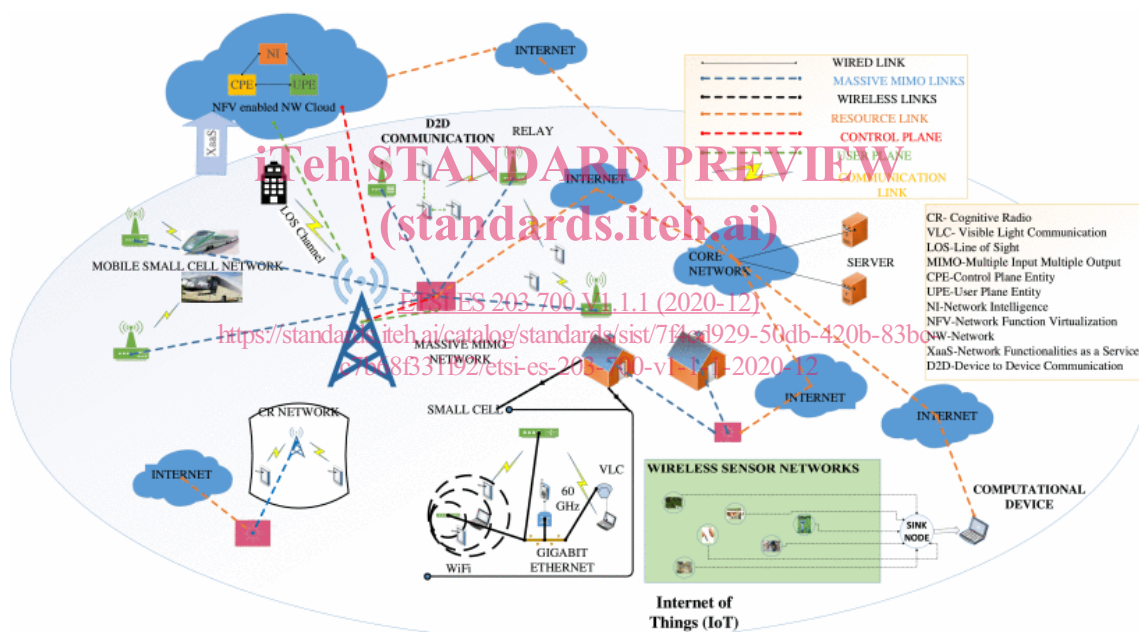 NI
CPE
UPE
NFV enabled NW Cloud
XaaS
INTERNET
WIRED LINK
MASSIVE MIMO LINKS
WIRELESS LINKS
RESOURCE LINK
CONTROL PLANE
USER PLANE
COMMUNICATION
LINK
D2D
COMMUNICATION
RELAY
iTeh STANDARD PREVIEW
(standards.iteh.ai)
INTERNET
LOS Channel
MOBILE SMALL CELL NETWORK
CORE
NETWORK
SERVER
CR- Cognitive Radio
VLC- Visible Light Communication
LOS-Line of Sight
MIMO-Multiple Input Multiple Output
CPE-Control Plane Entity
UPE-User Plane Entity
NI-Network Intelligence
NFV-Network Function Virtualization
NW-Network
XaaS-Network Functionalities as a Service
D2D-Device to Device Communication
ETSI ES 203 700 V1.1.1 (2020-12)
MASSIVE MIMO
NETWORK
SMALL CELL
INTERNET
INTERNET
CR NETWORK
INTERNET
VLC
60
GHz
WiFi
GIGABIT
ETHERNET
WIRELESS SENSOR NETWORKS
SINK
NODE
COMPUTATIONAL
DEVICE
Internet of
Things (IoT)